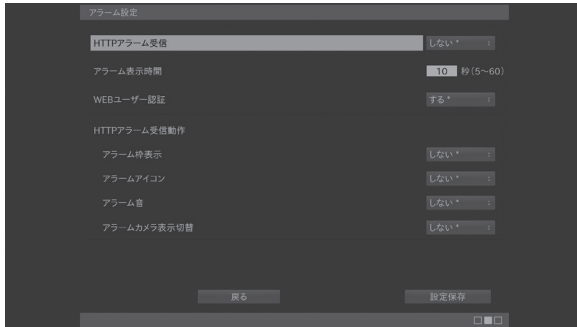 アラーム設定
HTTPアラーム受信 しない *
アラーム表示時間 10 秒(5～60)
WEBユーザー認証 する *
HTTPアラーム受信動作
アラーム枠表示 しない *
アラームアイコン しない *
アラーム音 しない *
アラームカメラ表示切替 しない *
戻る 設定保存